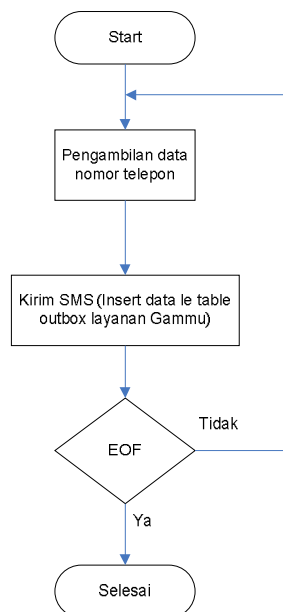 Start
Pengambilan data
nomor telepon
Kirim SMS (Insert data le table
outbox layanan Gammu)
EOF
Tidak
Ya
Selesai